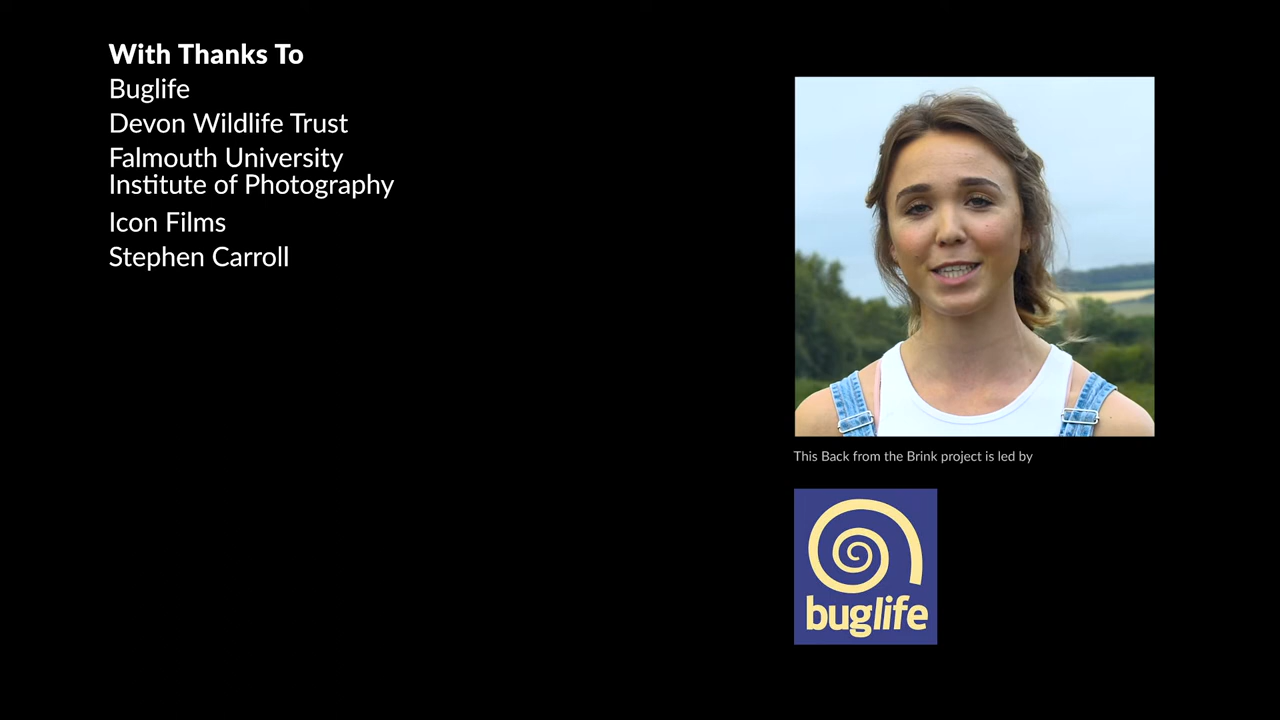 With Thanks To
Buglife
Devon Wildlife Trust
Falmouth University
Institute of Photography
Icon Films
Stephen Carroll
This Back from the Brink project is led by
buglife